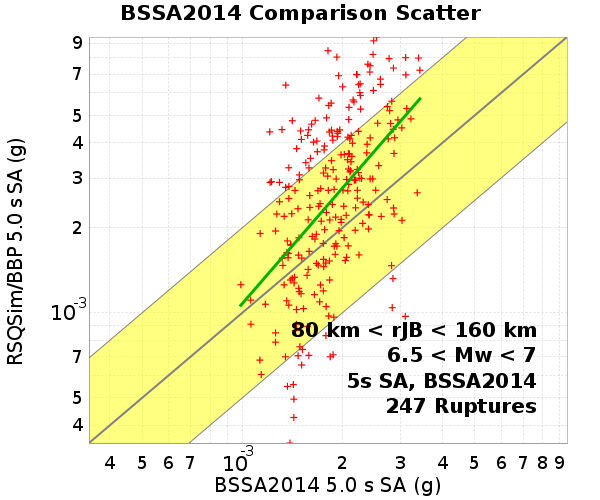 BSSA2014 Comparison Scatter
RSQSim/BBP 5.0 s SA (g)
9
7
5
4
3
2
10-3
7
5
4
80 km < rJB < 160 km
6.5 < Mw < 7
5s SA, BSSA2014
247 Ruptures
4 5 6 7 10-3 2 3 4 5 6 7 8 9
BSSA2014 5.0 s SA (g)